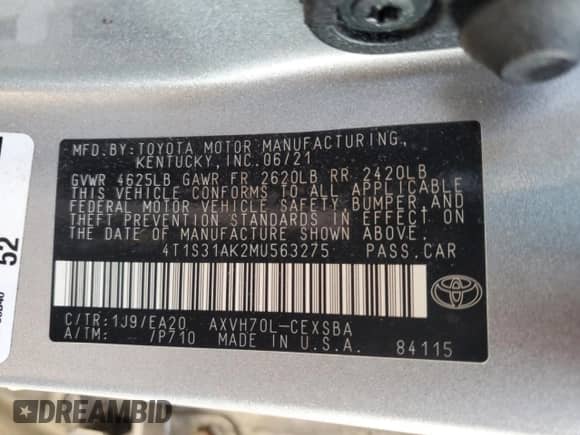 MFD.BY:TOYOTA MOTOR MANUFACTURING,
KENTUCKY, INC. 06/21
GVWR 4625LB GAWR FR 2620LB RR 2420LB
THIS VEHICLE CONFORMS TO ALL APPLICABLE
FEDERAL MOTOR VEHICLE SAFETY, BUMPER AND
THEFT PREVENTION STANDARDS IN EFFECT ON
THE DATE OF MANUFACTURE SHOWN ABOVE.
4T1S31AK2MU563275 PASS.CAR
C/TR:1J9/EA20 AXVH70L-CEXSBA
A/TM: /P710 MADE IN U.S.A. 84115
TOYOTA
52
DREAMBID